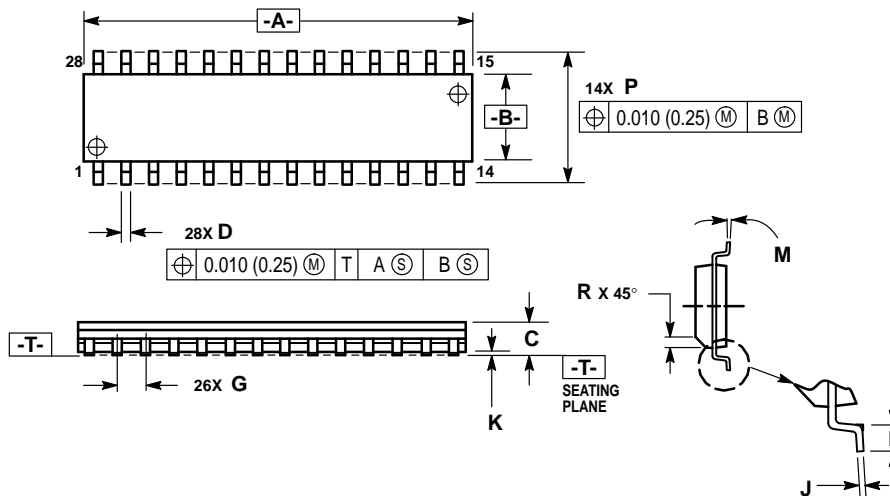 -A-
28
15
-B-
14X P
⌖ 0.010 (0.25) Ⓜ B Ⓜ
1
14
28X D
⌖ 0.010 (0.25) Ⓜ T A Ⓢ B Ⓢ
M
R X 45°
-T-
C
26X G
K
-T-
SEATING
PLANE
J